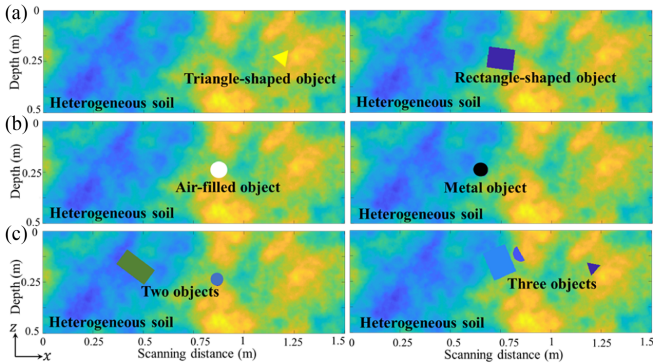 (a)
0
Depth (m)
0.25
0.5
Triangle-shaped object
Heterogeneous soil
Rectangle-shaped object
Heterogeneous soil
(b)
0
Depth (m)
0.25
0.5
Air-filled object
Heterogeneous soil
Metal object
Heterogeneous soil
(c)
0
Depth (m)
0.25
0.5
Two objects
Heterogeneous soil
Three objects
Heterogeneous soil
z
x
0 0.25 0.5 0.75 1 1.25 1.5
Scanning distance (m)
0 0.25 0.5 0.75 1 1.25 1.5
Scanning distance (m)